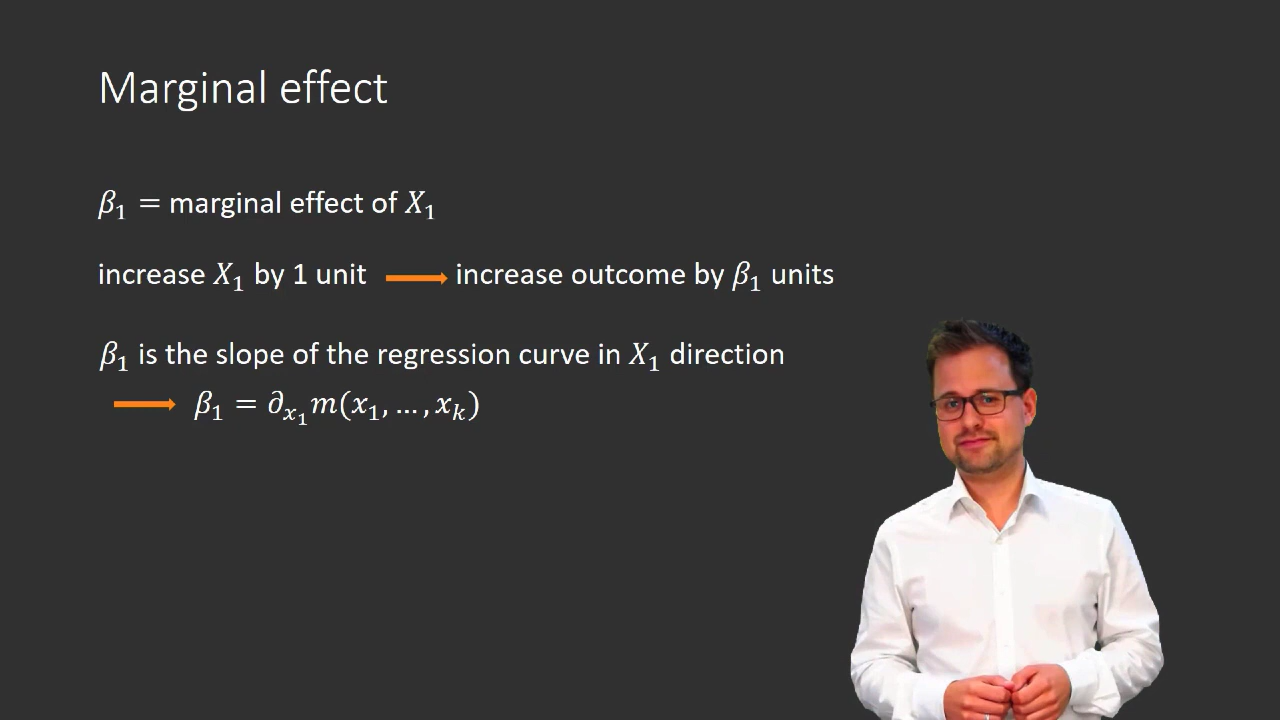 Marginal effect
β₁ = marginal effect of X₁
increase X₁ by 1 unit → increase outcome by β₁ units
β₁ is the slope of the regression curve in X₁ direction
→ β₁ = ∂ₓ₁m(x₁, … , xₖ)